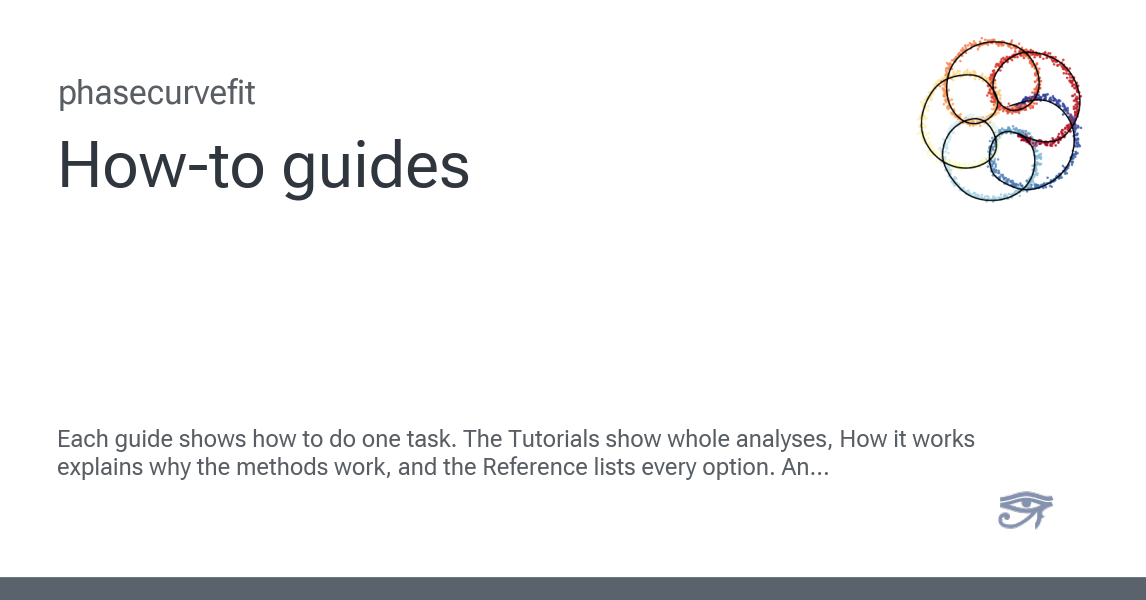 phasecurvefit
How-to guides
Each guide shows how to do one task. The Tutorials show whole analyses, How it works
explains why the methods work, and the Reference lists every option. An...